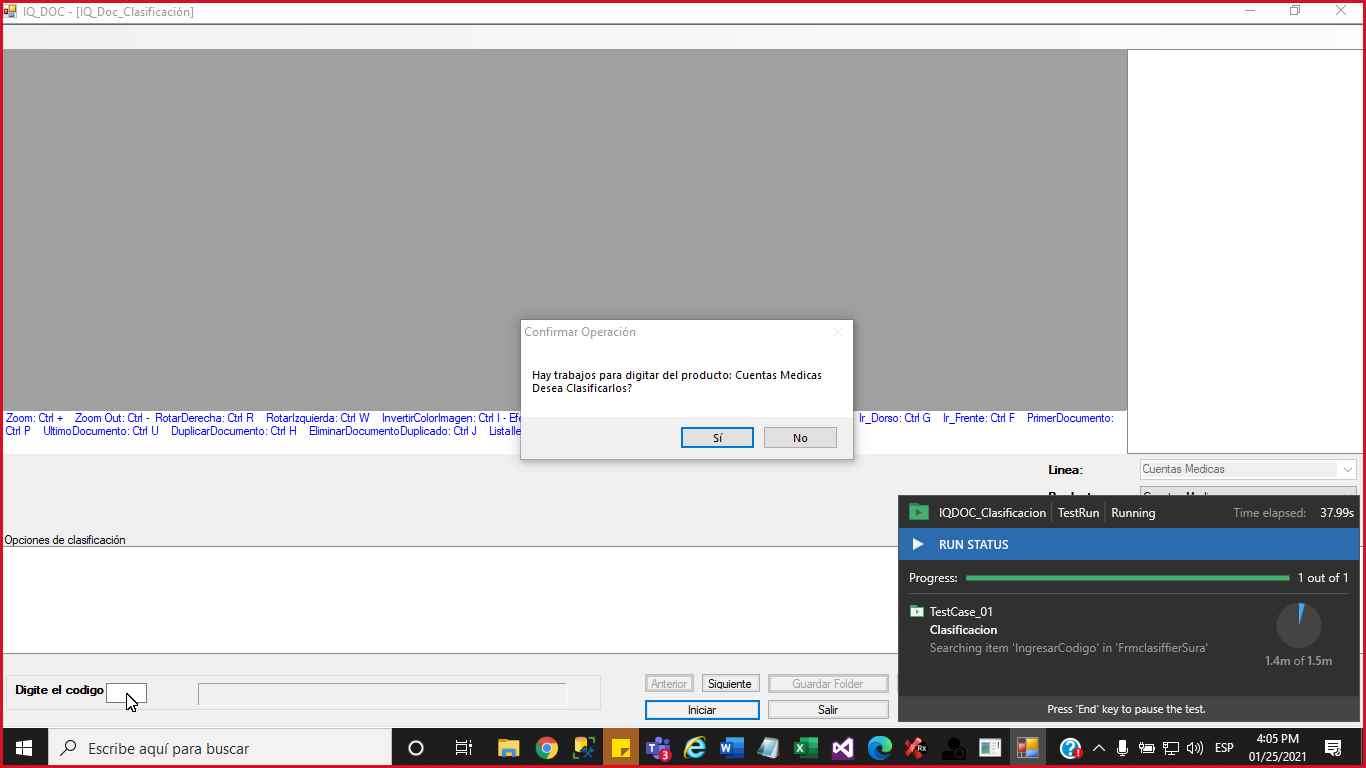 IQ_DOC - [IQ_Doc_Clasificación]
Confirmar Operación
Hay trabajos para digitar del producto: Cuentas Medicas
Desea Clasificarlos?
Sí
No
Zoom: Ctrl + Zoom Out: Ctrl - RotarDerecha: Ctrl R RotarIzquierda: Ctrl W InvertirColorImagen: Ctrl I - Ir_Dorso: Ctrl G Ir_Frente: Ctrl F PrimerDocumento:
Ctrl P UltimoDocumento: Ctrl U DuplicarDocumento: Ctrl H EliminarDocumentoDuplicado: Ctrl J
Linea:
Cuentas Medicas
Opciones de clasificación
IQDOC_Clasificacion
TestRun
Running
Time elapsed: 37.99s
RUN STATUS
Progress: 1 out of 1
TestCase_01
Clasificacion
Searching item 'IngresarCodigo' in 'FrmclasiffierSura'
1.4m of 1.5m
Press 'End' key to pause the test.
Digite el codigo
Anterior
Siguiente
Guardar Folder
Iniciar
Salir
Escribe aquí para buscar
3
Rx
ESP
4:05 PM
01/25/2021